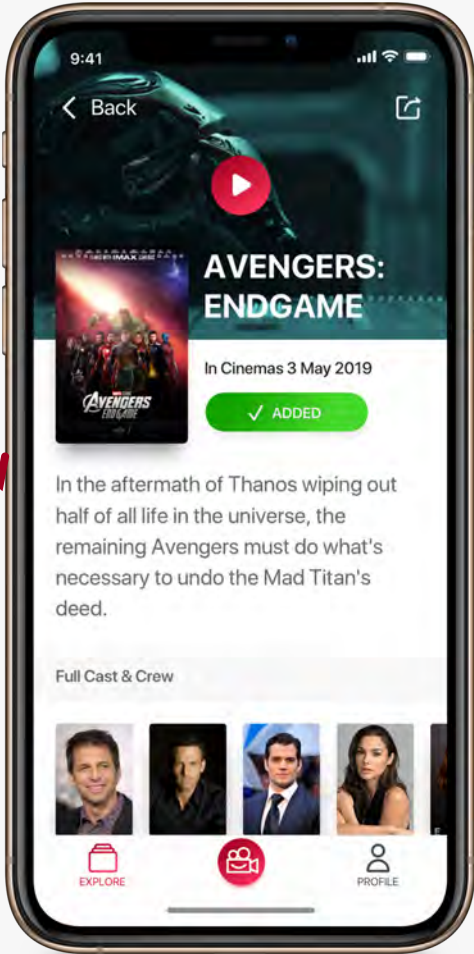 9:41
Back
AVENGERS:
ENDGAME
In Cinemas 3 May 2019
✓ ADDED
AVENGERS
ENDGAME
In the aftermath of Thanos wiping out
half of all life in the universe, the
remaining Avengers must do what's
necessary to undo the Mad Titan's
deed.
Full Cast & Crew
EXPLORE
PROFILE